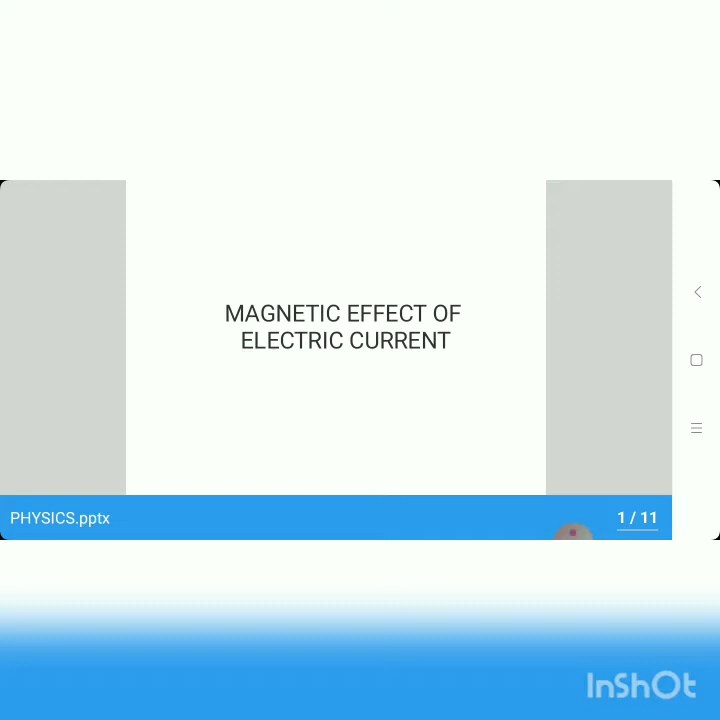 MAGNETIC EFFECT OF
ELECTRIC CURRENT
PHYSICS.pptx
1 / 11
InShOt